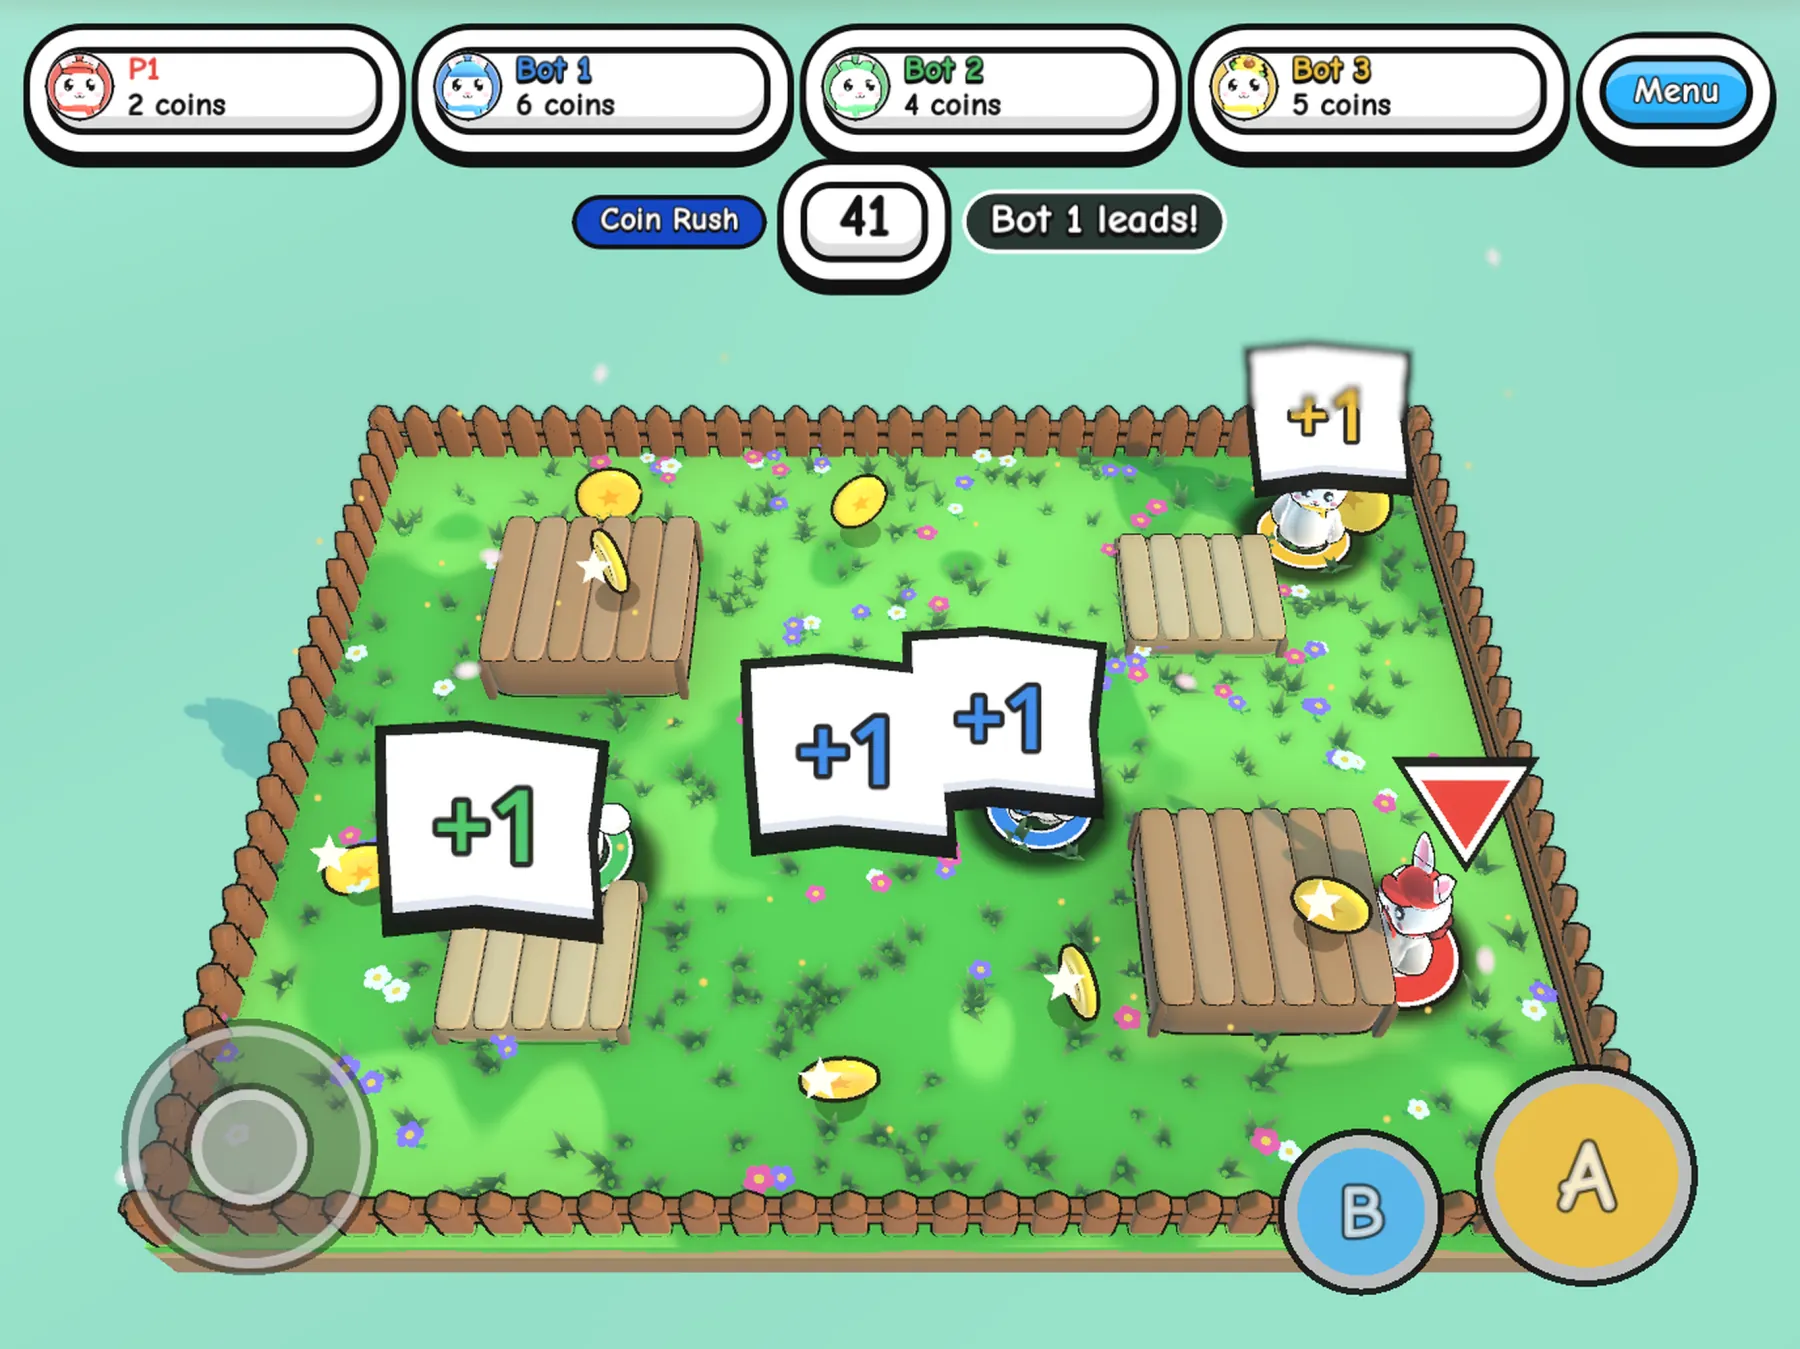 P1
2 coins
Bot 1
6 coins
Bot 2
4 coins
Bot 3
5 coins
Menu
Coin Rush
41
Bot 1 leads!
+1
+1
+1
+1
B
A